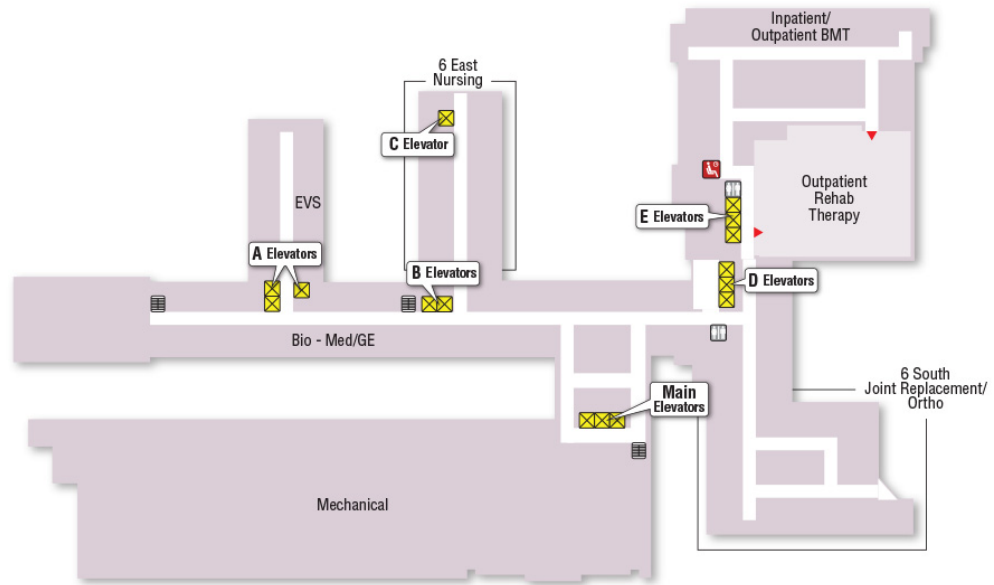 Inpatient/
Outpatient BMT
6 East
Nursing
C Elevator
EVS
Outpatient
Rehab
Therapy
E Elevators
A Elevators
B Elevators
D Elevators
Bio - Med/GE
6 South
Joint Replacement/
Ortho
Main
Elevators
Mechanical